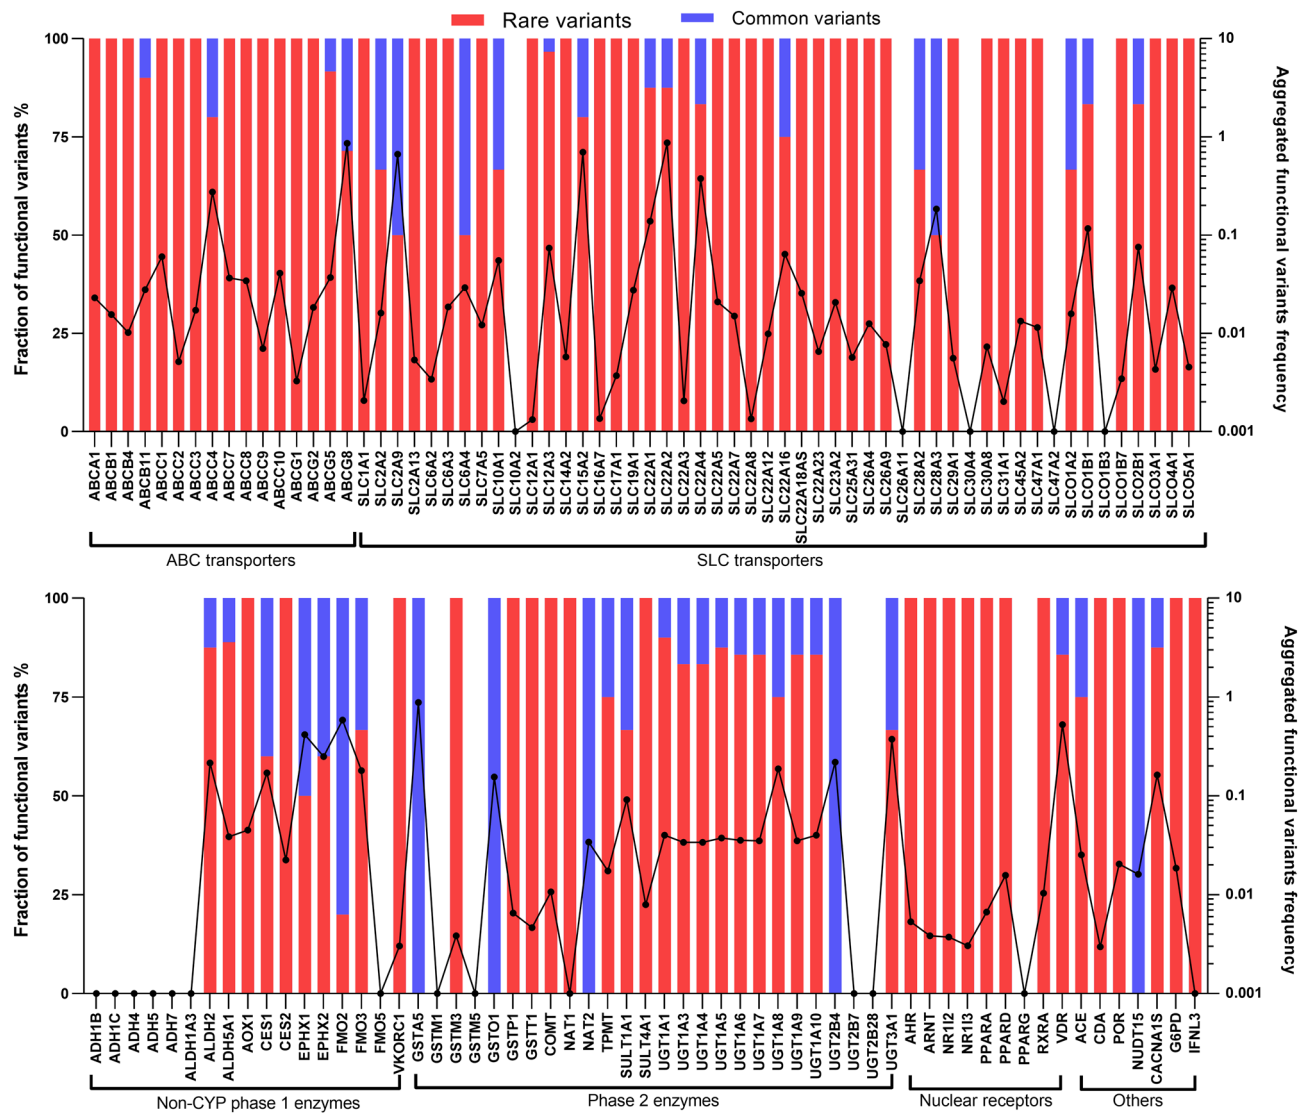 Rare variants
Common variants
Fraction of functional variants %
100
75
50
25
0
10
1
0.1
0.01
0.001
Aggregated functional variants frequency
ABCA1
ABCB1
ABCB4
ABCB11
ABCC1
ABCC2
ABCC3
ABCC4
ABCC7
ABCC8
ABCC9
ABCC10
ABCG1
ABCG2
ABCG5
ABCG8
SLC1A1
SLC2A2
SLC2A9
SLC2A13
SLC6A2
SLC6A3
SLC6A4
SLC7A5
SLC10A1
SLC10A2
SLC12A1
SLC12A3
SLC14A2
SLC15A2
SLC16A7
SLC17A1
SLC19A1
SLC22A1
SLC22A2
SLC22A3
SLC22A4
SLC22A5
SLC22A7
SLC22A8
SLC22A12
SLC22A16
SLC22A18AS
SLC22A23
SLC23A2
SLC25A31
SLC26A4
SLC26A9
SLC26A11
SLC28A2
SLC28A3
SLC29A1
SLC30A4
SLC30A8
SLC31A1
SLC45A2
SLC47A1
SLC47A2
SLCO1A2
SLCO1B1
SLCO1B3
SLCO1B7
SLCO2B1
SLCO3A1
SLCO4A1
SLCO5A1
ABC transporters
SLC transporters
Fraction of functional variants %
100
75
50
25
0
10
1
0.1
0.01
0.001
Aggregated functional variants frequency
ADH1B
ADH1C
ADH4
ADH5
ADH7
ALDH1A3
ALDH2
ALDH5A1
AOX1
CES1
CES2
EPHX1
EPHX2
FMO2
FMO3
FMO5
VKORC1
GSTA5
GSTM1
GSTM3
GSTM5
GSTO1
GSTP1
GSTT1
COMT
NAT1
NAT2
TPMT
SULT1A1
SULT4A1
UGT1A1
UGT1A3
UGT1A4
UGT1A5
UGT1A6
UGT1A7
UGT1A8
UGT1A9
UGT1A10
UGT2B4
UGT2B7
UGT2B28
UGT3A1
AHR
ARNT
NR1I2
NR1I3
PPARA
PPARD
PPARG
RXRA
VDR
ACE
CDA
POR
NUDT15
CACNA1S
G6PD
IFNL3
Non-CYP phase 1 enzymes
Phase 2 enzymes
Nuclear receptors
Others